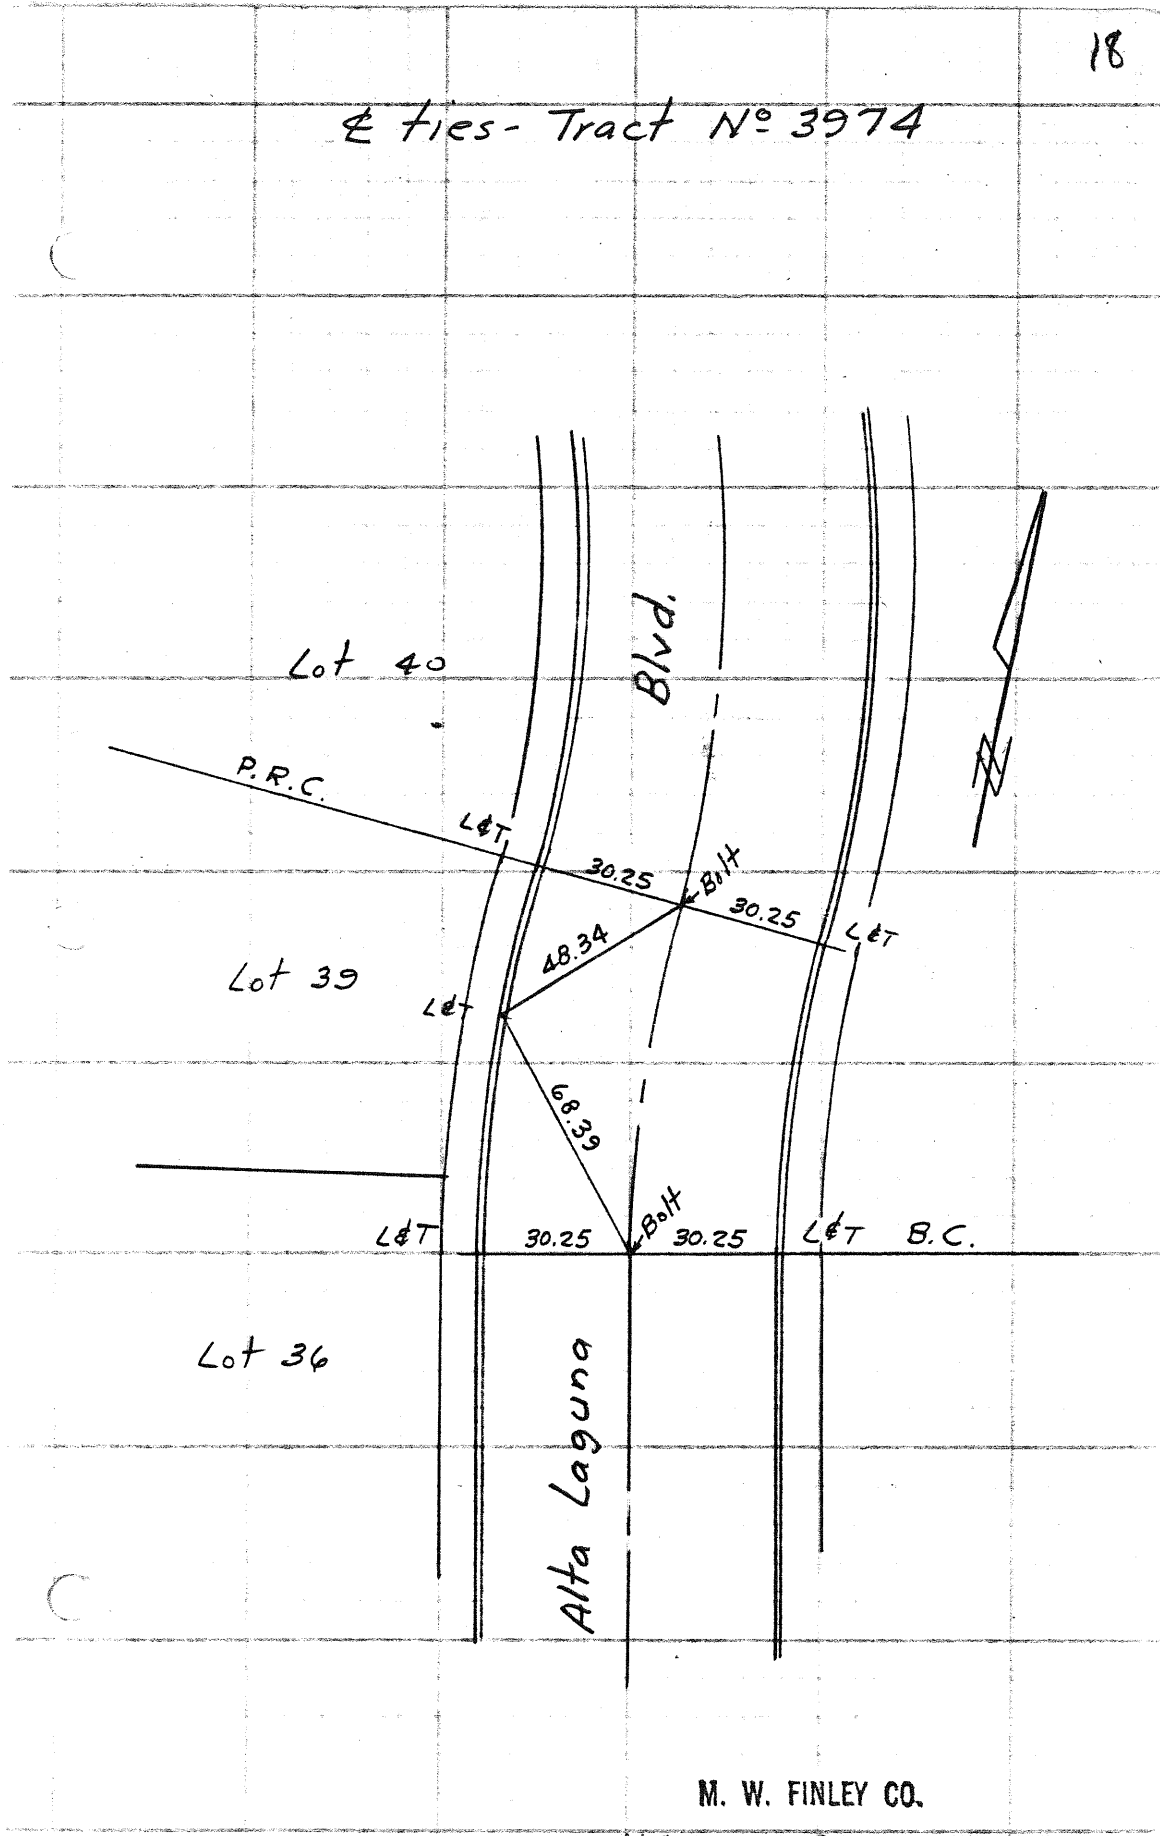 18
℄ ties - Tract Nº 3974
Blvd.
Lot 40
P.R.C.
L&T
30.25
Bolt
30.25
L&T
48.34
Lot 39
L&T
68.39
L&T
30.25
Bolt
30.25
L&T B.C.
Lot 36
Alta Laguna
M. W. FINLEY CO.